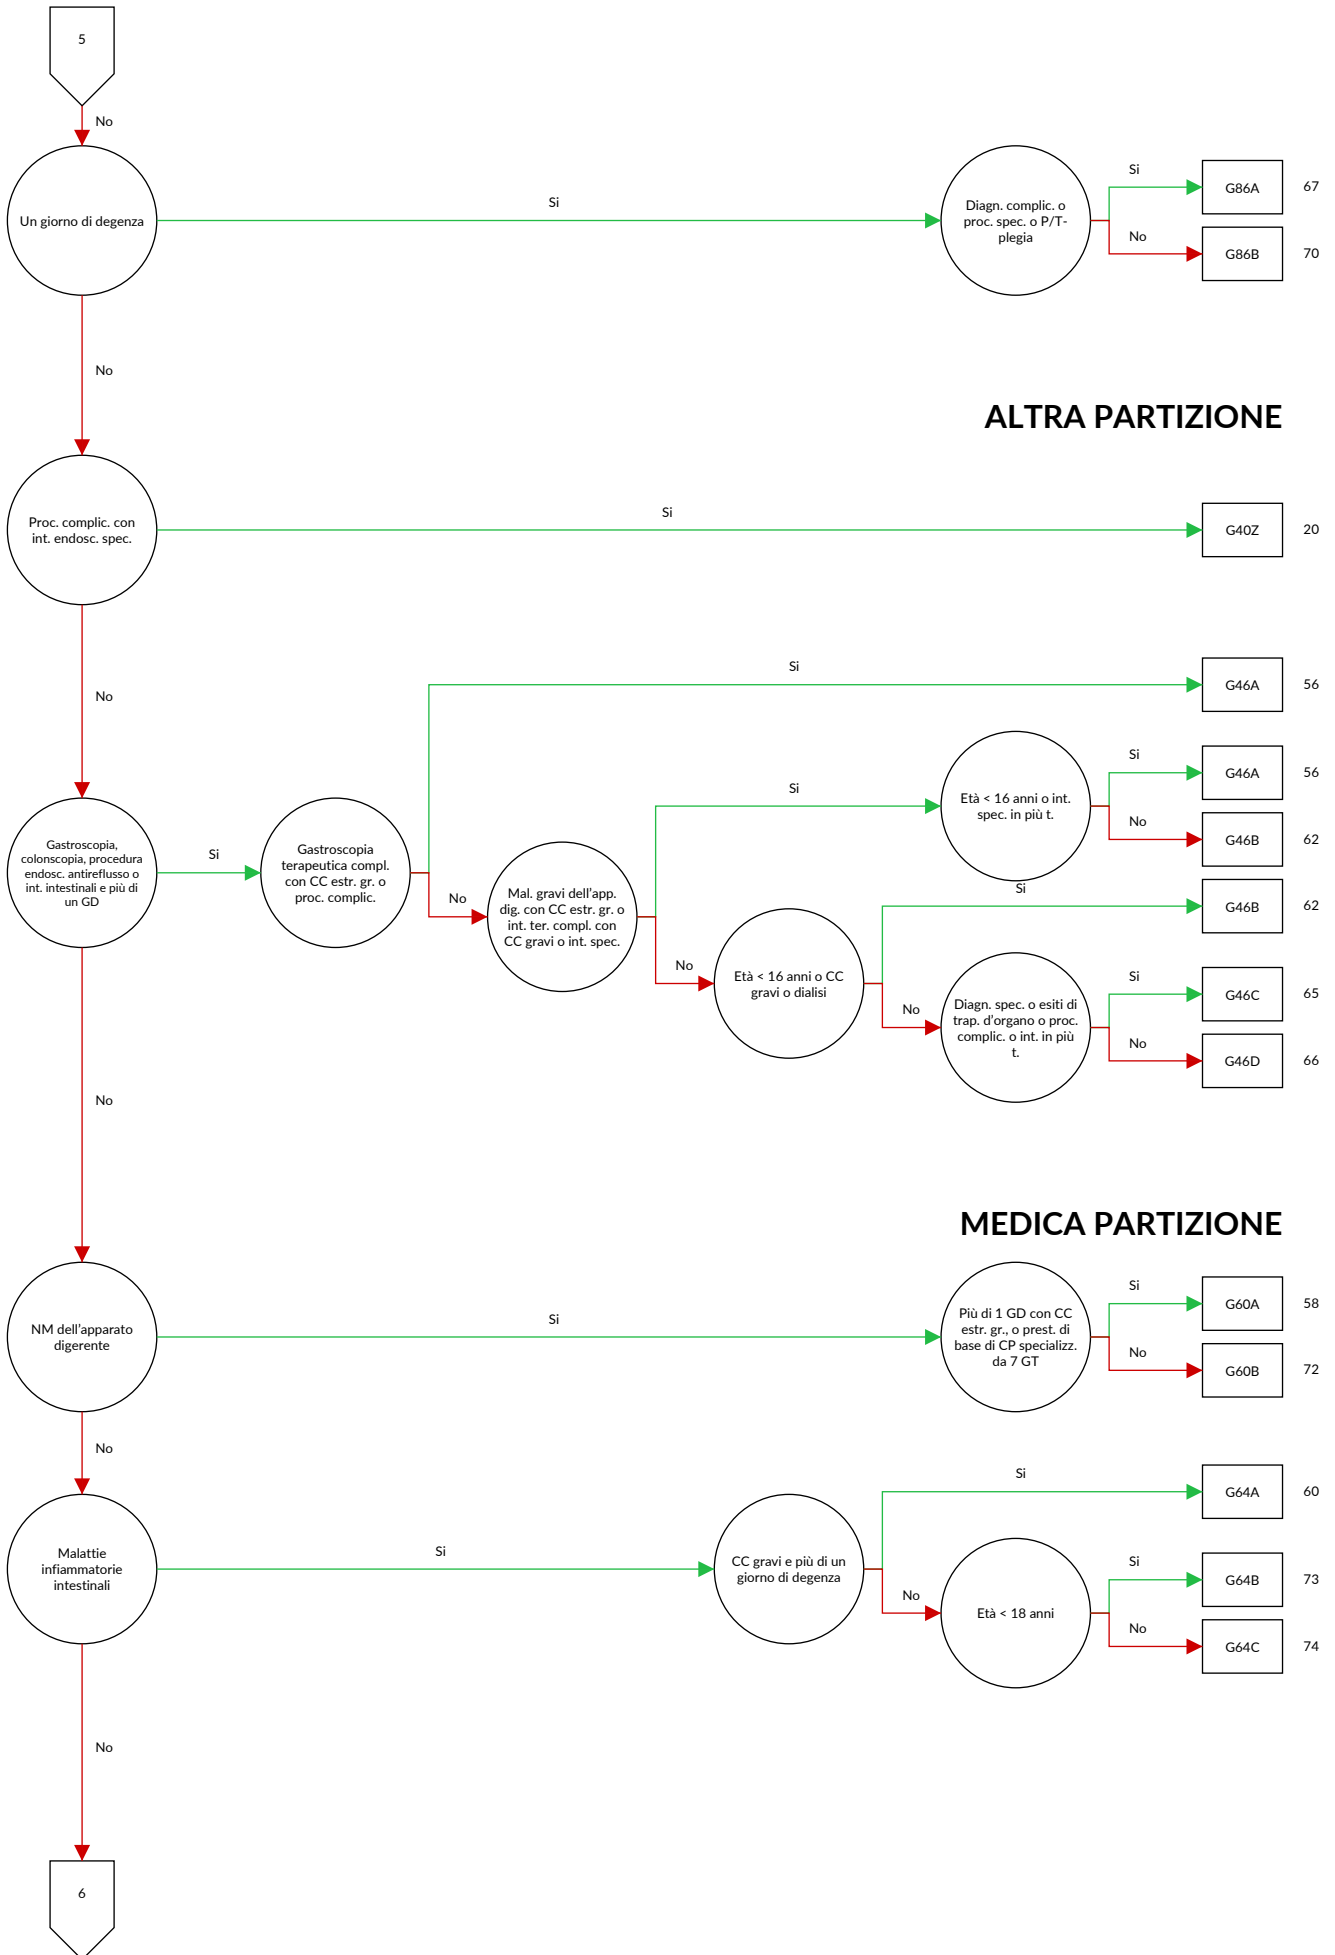 5
No
Un giorno di degenza
Si
Diagn. complic. o
proc. spec. o P/T-
plegia
Si
G86A
67
No
G86B
70
No
ALTRA PARTIZIONE
Proc. complic. con
int. endosc. spec.
Si
G40Z
20
No
Gastroscopia,
colonscopia, procedura
endosc. antireflusso o
int. intestinali e più di
un GD
Si
Gastroscopia
terapeutica compl.
con CC estr. gr. o
proc. complic.
Si
G46A
56
No
Mal. gravi dell'app.
dig. con CC estr. gr. o
int. ter. compl. con
CC gravi o int. spec.
Si
Età < 16 anni o int.
spec. in più t.
Si
G46A
56
No
G46B
62
No
Età < 16 anni o CC
gravi o dialisi
Si
G46B
62
No
Diagn. spec. o esiti di
trap. d'organo o proc.
complic. o int. in più
t.
Si
G46C
65
No
G46D
66
No
MEDICA PARTIZIONE
NM dell'apparato
digerente
Si
Più di 1 GD con CC
estr. gr., o prest. di
base di CP specializz.
da 7 GT
Si
G60A
58
No
G60B
72
No
Malattie
infiammatorie
intestinali
Si
CC gravi e più di un
giorno di degenza
Si
G64A
60
No
Età < 18 anni
Si
G64B
73
No
G64C
74
No
6